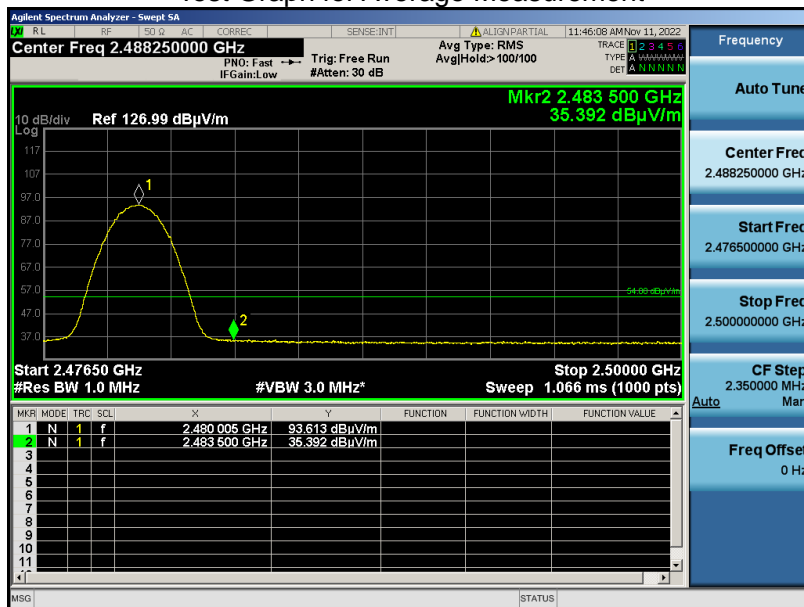 Test Graph for Average Measurement
Agilent Spectrum Analyzer - Swept SA
LXI RL RF 50 Ω AC CORREC SENSE:INT ALIGN PARTIAL 11:46:08 AM Nov 11, 2022
Center Freq 2.488250000 GHz
PNO: Fast
IFGain:Low
Trig: Free Run
#Atten: 30 dB
Avg Type: RMS
Avg|Hold:>100/100
TRACE 1 2 3 4 5 6
TYPE A WWWWW
DET A N N N N N
Mkr2 2.483 500 GHz
35.392 dBµV/m
10 dB/div Ref 126.99 dBµV/m
Log
117
107
97.0
87.0
77.0
67.0
57.0
47.0
37.0
1
2
54.00 dBµV/m
Start 2.47650 GHz Stop 2.50000 GHz
#Res BW 1.0 MHz #VBW 3.0 MHz* Sweep 1.066 ms (1000 pts)
MKR MODE TRC SCL X Y FUNCTION FUNCTION WIDTH FUNCTION VALUE
1 N 1 f 2.480 005 GHz 93.613 dBµV/m
2 N 1 f 2.483 500 GHz 35.392 dBµV/m
3
4
5
6
7
8
9
10
11
MSG STATUS
Frequency
Auto Tune
Center Freq
2.488250000 GHz
Start Freq
2.476500000 GHz
Stop Freq
2.500000000 GHz
CF Step
2.350000 MHz
Auto Man
Freq Offset
0 Hz